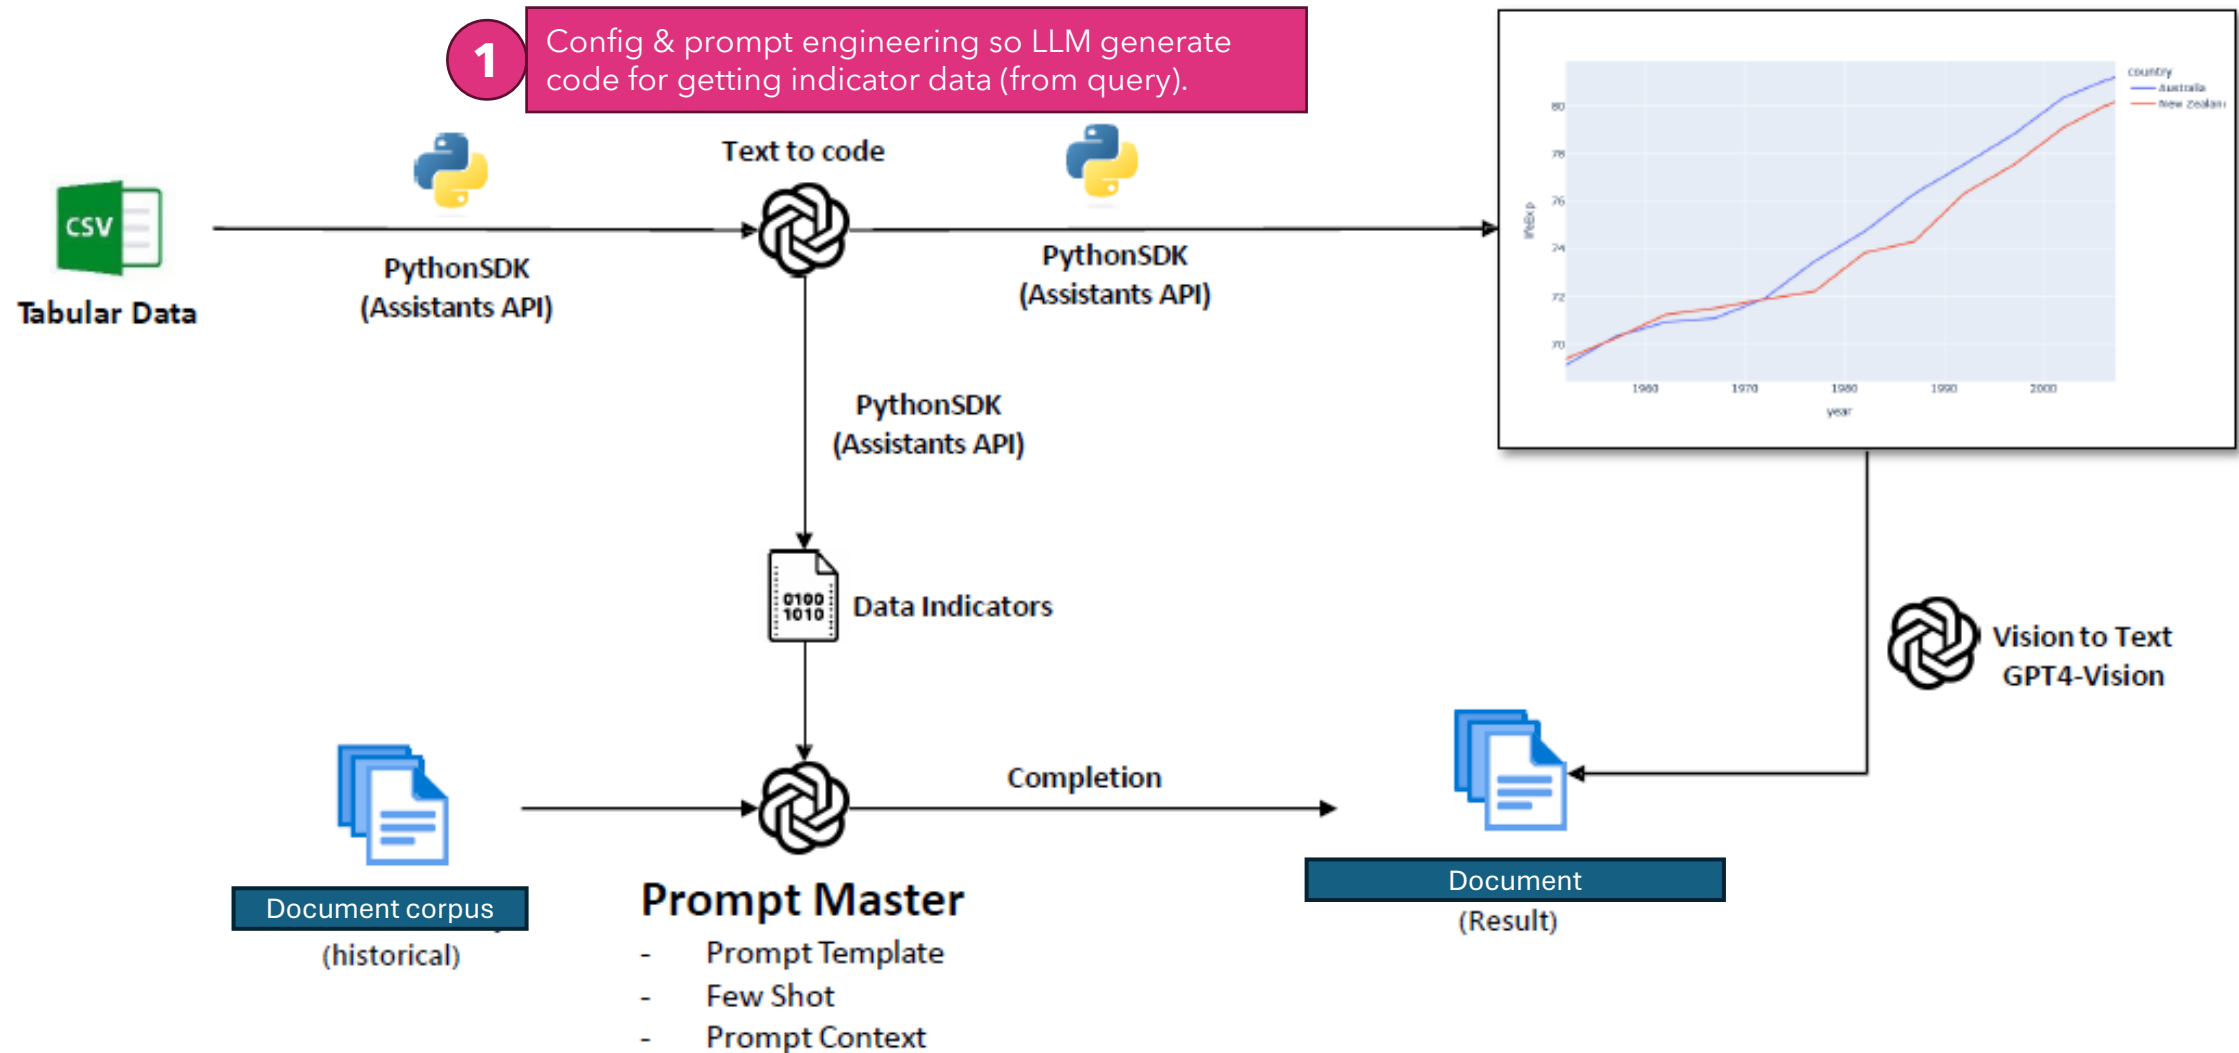 1
Config & prompt engineering so LLM generate
code for getting indicator data (from query).
Text to code
CSV
Tabular Data
PythonSDK
(Assistants API)
PythonSDK
(Assistants API)
country
Australia
New Zealan
80
78
76
74
72
70
lifeExp
1960
1970
1980
1990
2000
year
PythonSDK
(Assistants API)
0100
1010
Data Indicators
Vision to Text
GPT4-Vision
Completion
Document corpus
(historical)
Prompt Master
- Prompt Template
- Few Shot
- Prompt Context
Document
(Result)